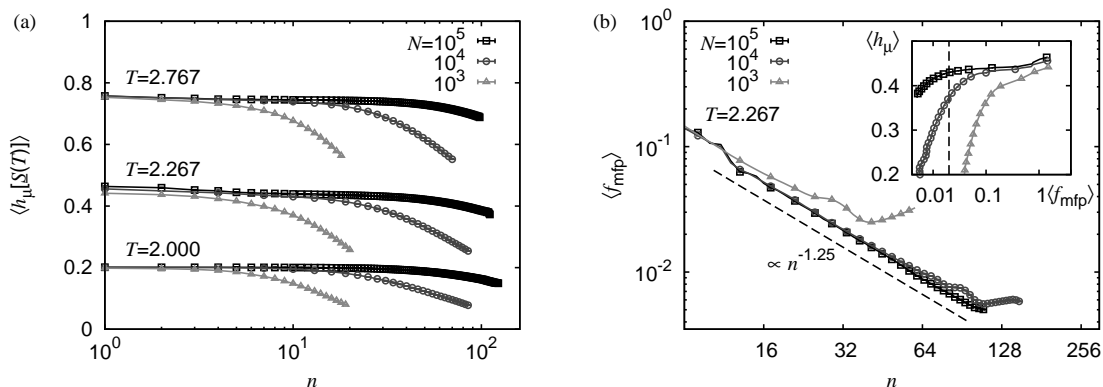 (a)
1
0.8
0.6
0.4
0.2
0
⟨hμ[S(T)]⟩
N=10^5
10^4
10^3
T=2.767
T=2.267
T=2.000
10^0
10^1
10^2
n
(b)
10^0
10^-1
10^-2
⟨f_mfp⟩
N=10^5
10^4
10^3
T=2.267
∝ n^-1.25
16
32
64
128
256
n
⟨hμ⟩
0.4
0.3
0.2
0.01
0.1
1
⟨f_mfp⟩